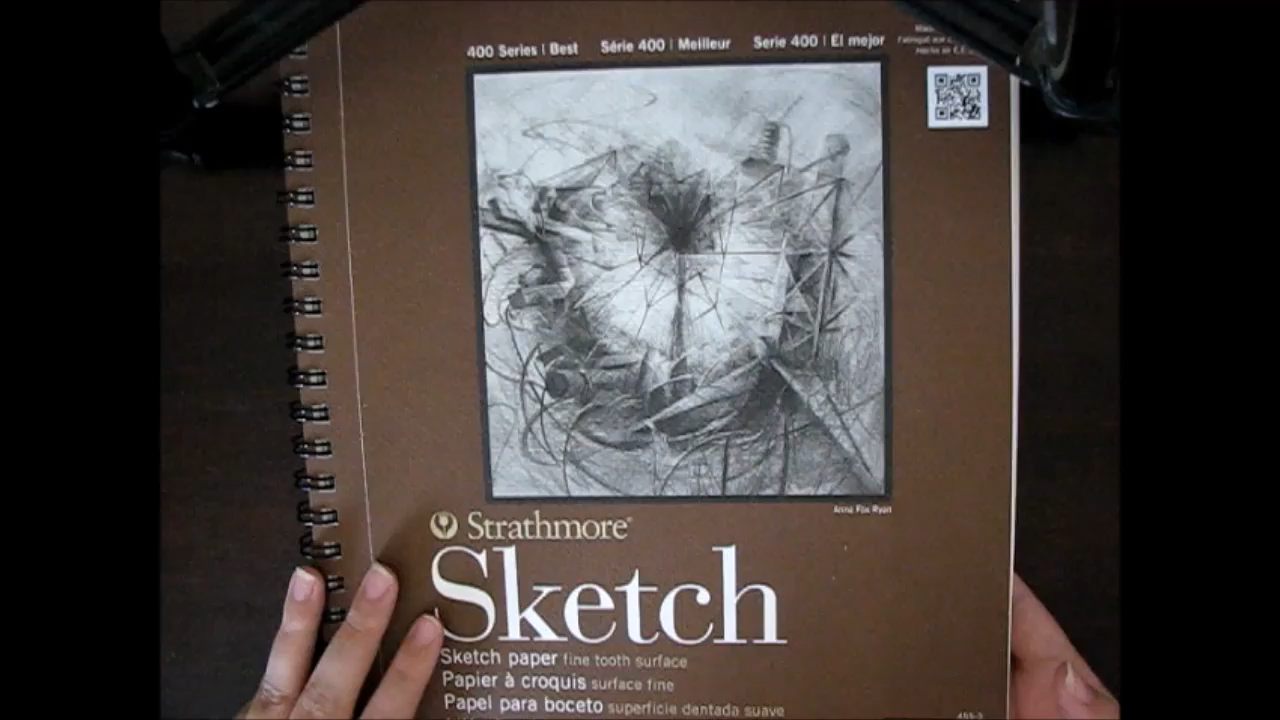 400 Series | Best Série 400 | Meilleur Serie 400 | El mejor
Anne Fox Ryan
Strathmore®
Sketch
Sketch paper fine tooth surface
Papier à croquis surface fine
Papel para boceto superficie dentada suave